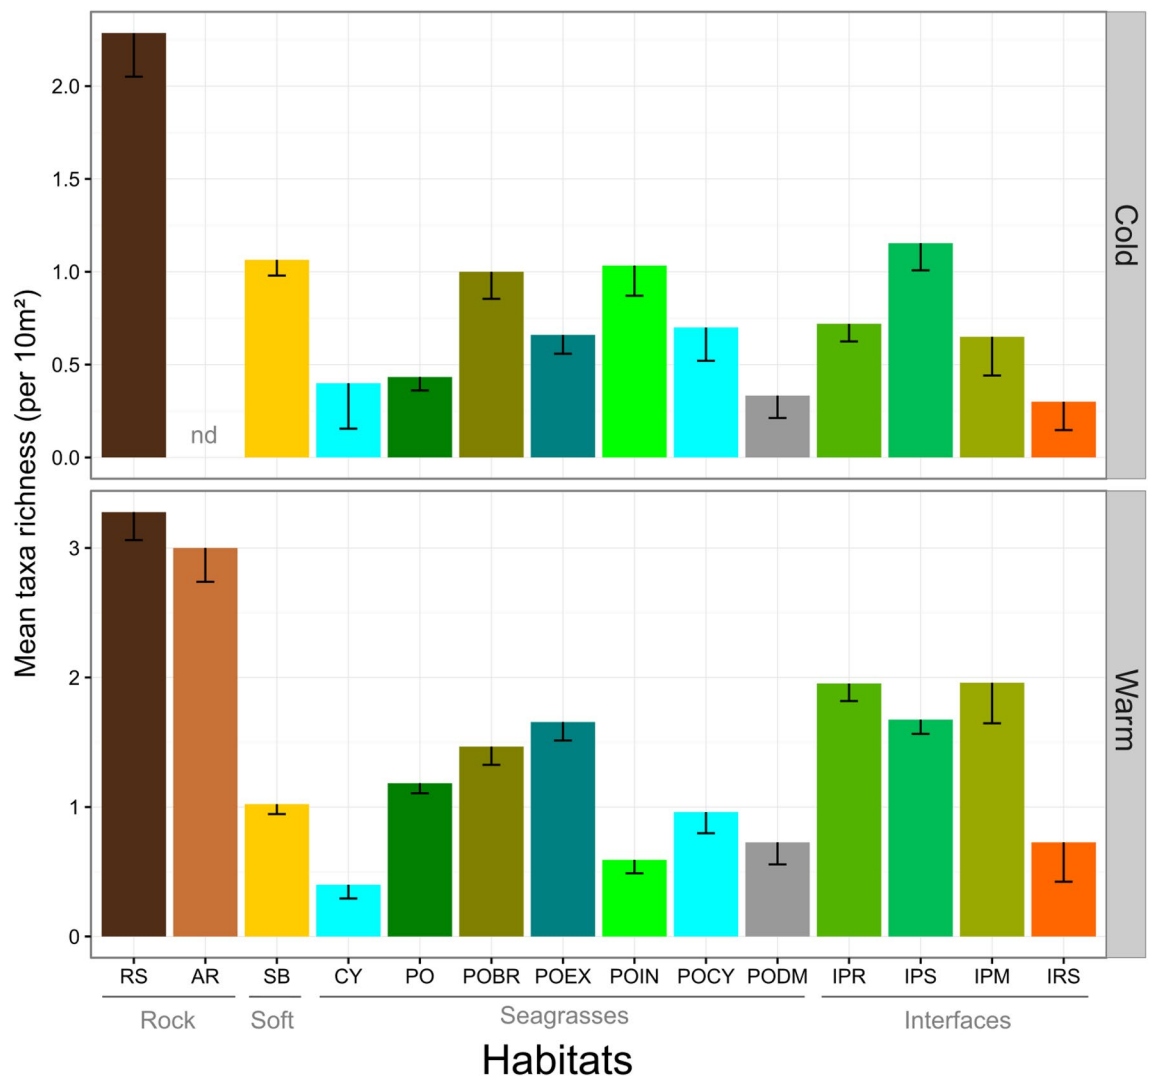 Mean taxa richness (per 10m²)
2.0
1.5
1.0
0.5
0.0
nd
Cold
3
2
1
0
Warm
RS AR SB CY PO POBR POEX POIN POCY PODM IPR IPS IPM IRS
Rock Soft Seagrasses Interfaces
Habitats